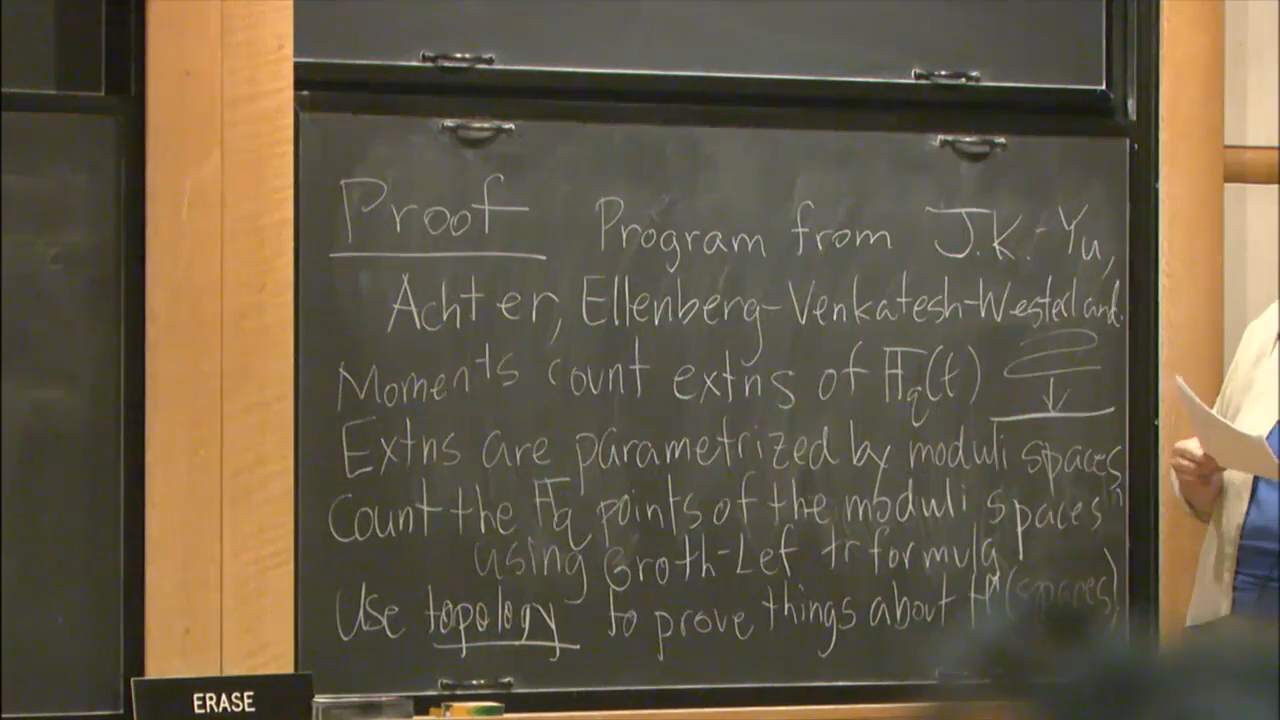 Proof Program from J.K. Yu,
Achter, Ellenberg-Venkatesh-Westerland.
Moments count extns of 𝔽q(t)
Extns are parametrized by moduli spaces
Count the 𝔽q points of the moduli spaces
using Groth-Lef tr formula
Use topology to prove things about (spaces)
ERASE